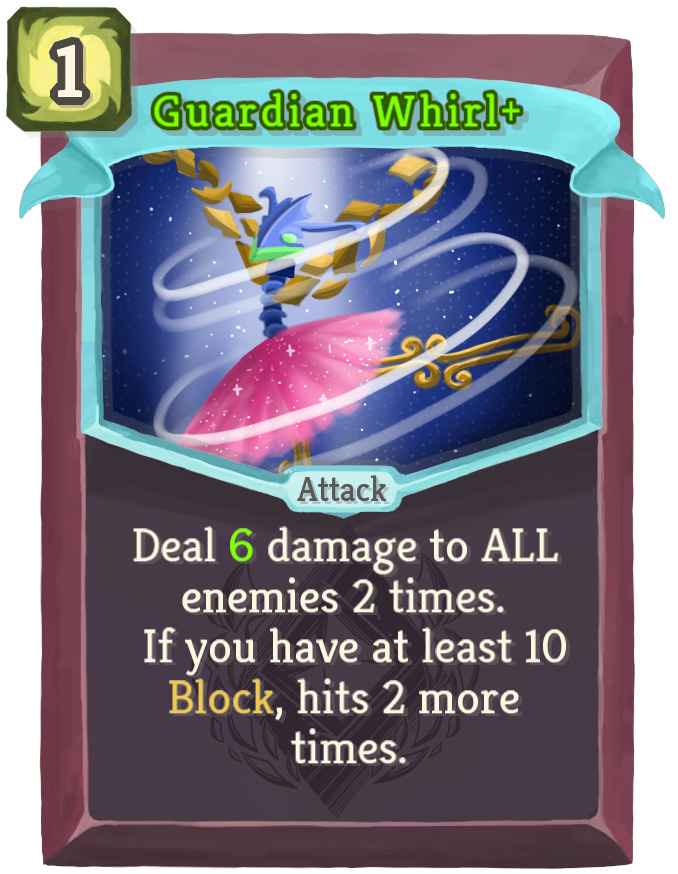 1
Guardian Whirl+
Attack
Deal 6 damage to ALL
enemies 2 times.
If you have at least 10
Block, hits 2 more
times.